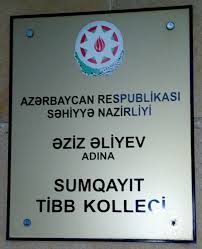 AZƏRBAYCAN RESPUBLİKASI
SƏHİYYƏ NAZİRLİYİ
ƏZİZ ƏLİYEV
ADINA
SUMQAYIT
TİBB KOLLECİ